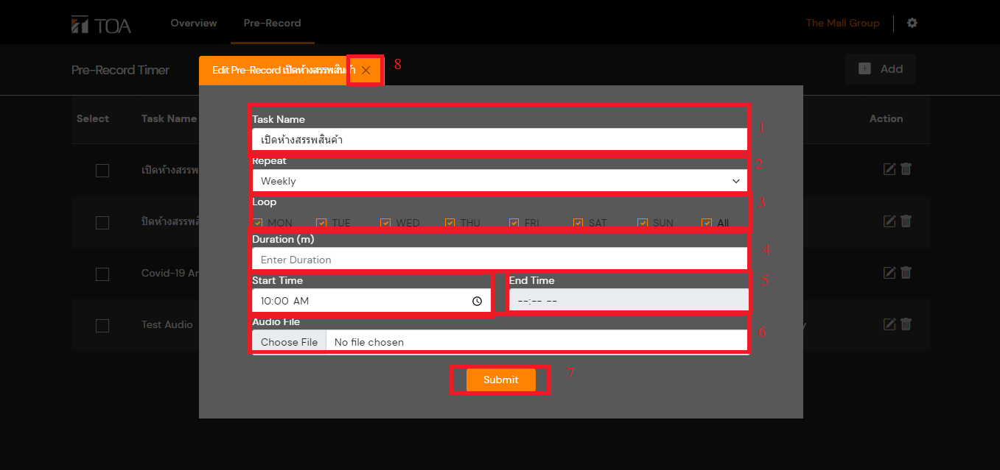 TOA
Overview
Pre-Record
The Mall Group
Pre-Record Timer
Edit Pre-Record เปิดห้างสรรพสินค้า
8
Add
Select
Task Name
Action
Task Name
1
เปิดห้างสรรพสินค้า
Repeat
2
Weekly
เปิดห้างสรรพ
Loop
3
MON TUE WED THU FRI SAT SUN All
ปิดห้างสรรพสิ
Duration (m)
4
Enter Duration
Covid-19 An
Start Time
End Time
5
10:00 AM
--:-- --
Audio File
6
Test Audio
Choose File
No file chosen
Submit
7